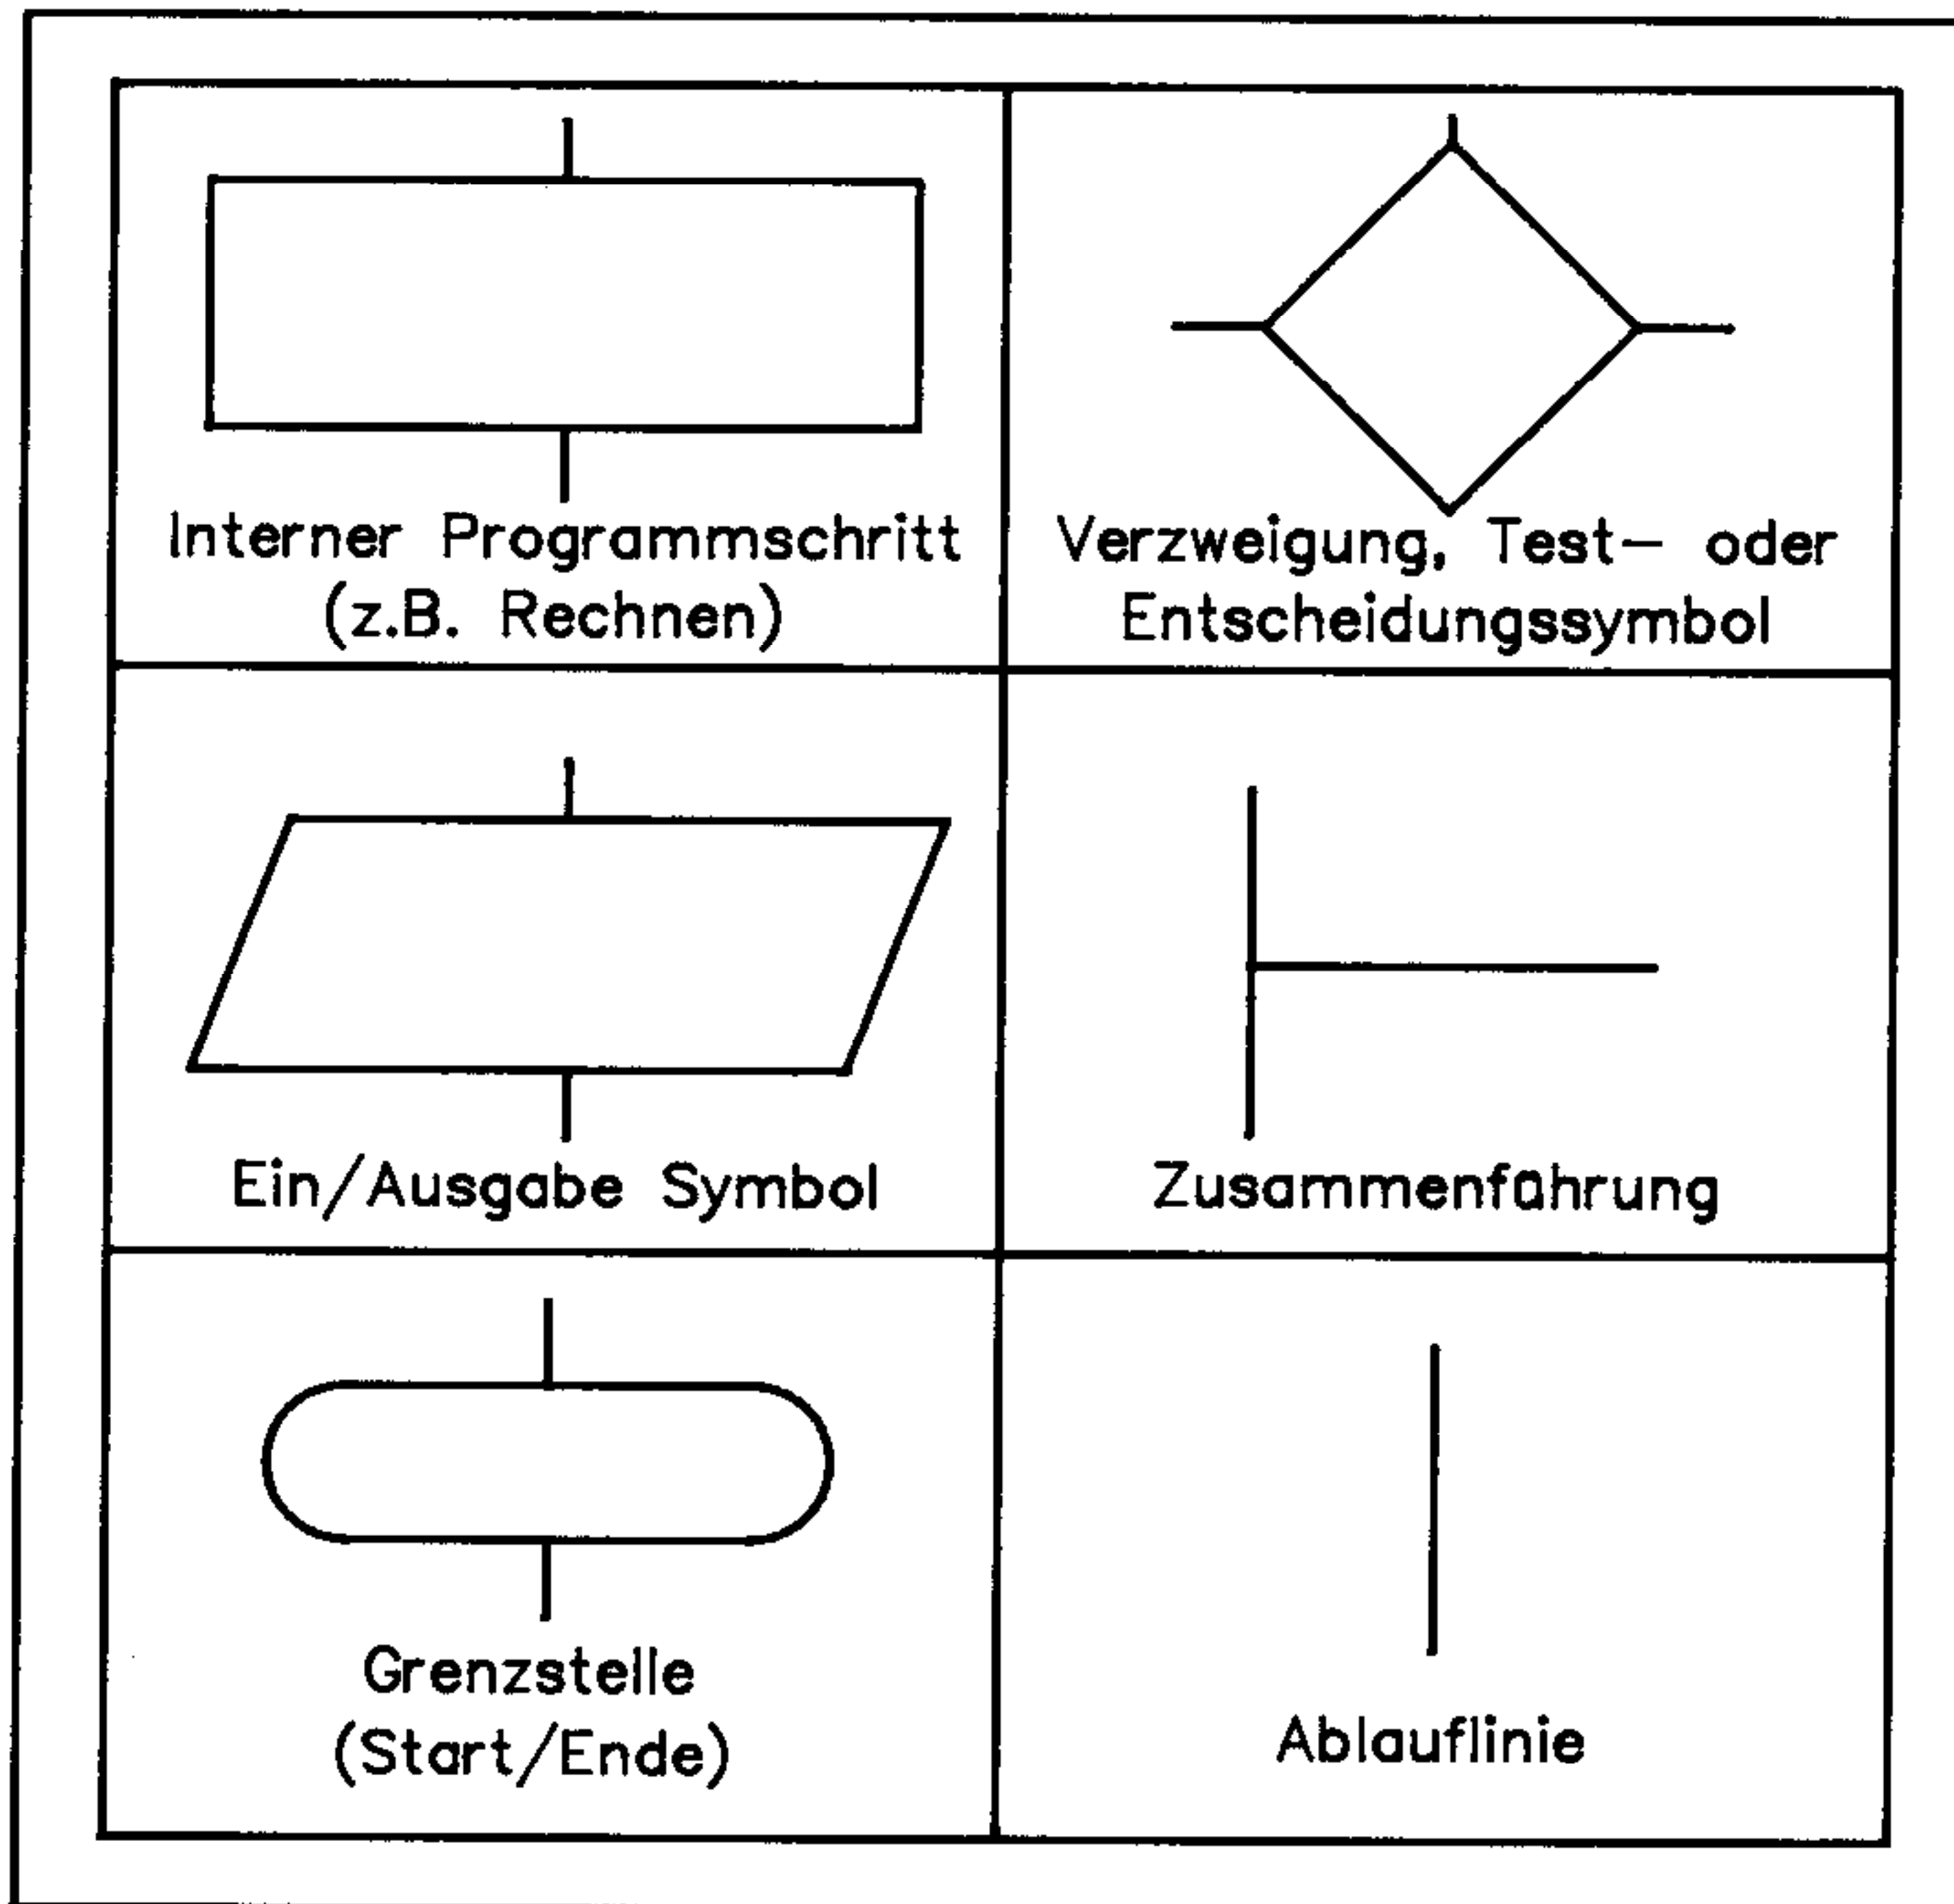 Interner Programmschritt
(z.B. Rechnen)
Verzweigung, Test- oder
Entscheidungssymbol
Ein/Ausgabe Symbol
Zusammenführung
Grenzstelle
(Start/Ende)
Ablauflinie